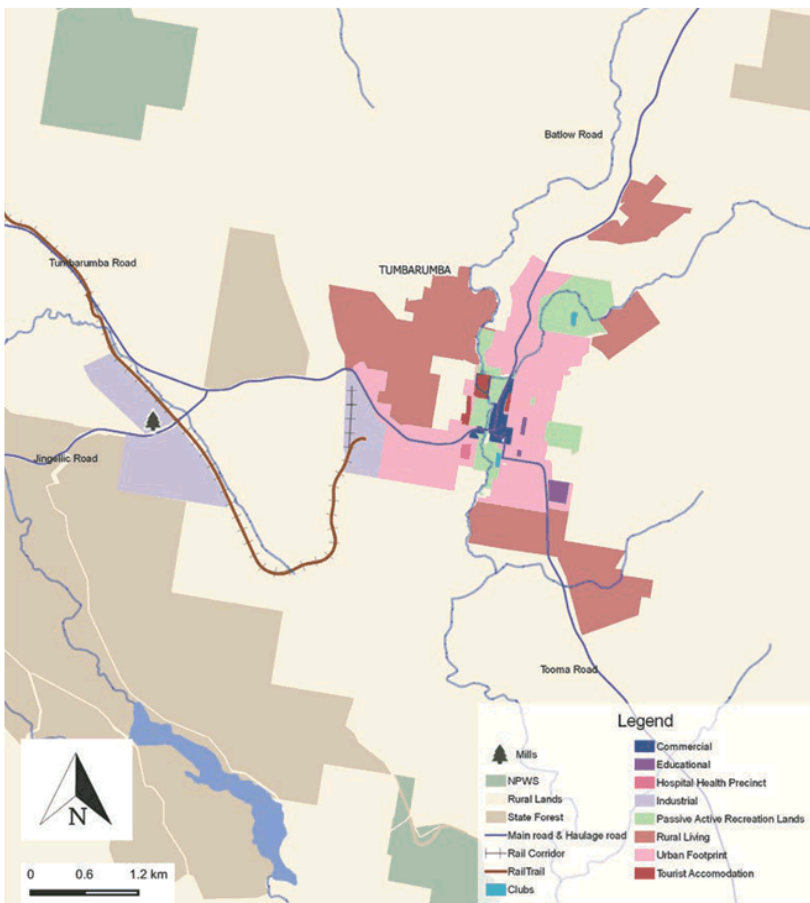 Batlow Road
Tumbarumba Road
TUMBARUMBA
Jingellic Road
Tooma Road
Legend
Mills
NPWS
Rural Lands
State Forest
Main road & Haulage road
Rail Corridor
RailTrail
Clubs
Commercial
Educational
Hospital Health Precinct
Industrial
Passive Active Recreation Lands
Rural Living
Urban Footprint
Tourist Accomodation
N
0 0.6 1.2 km